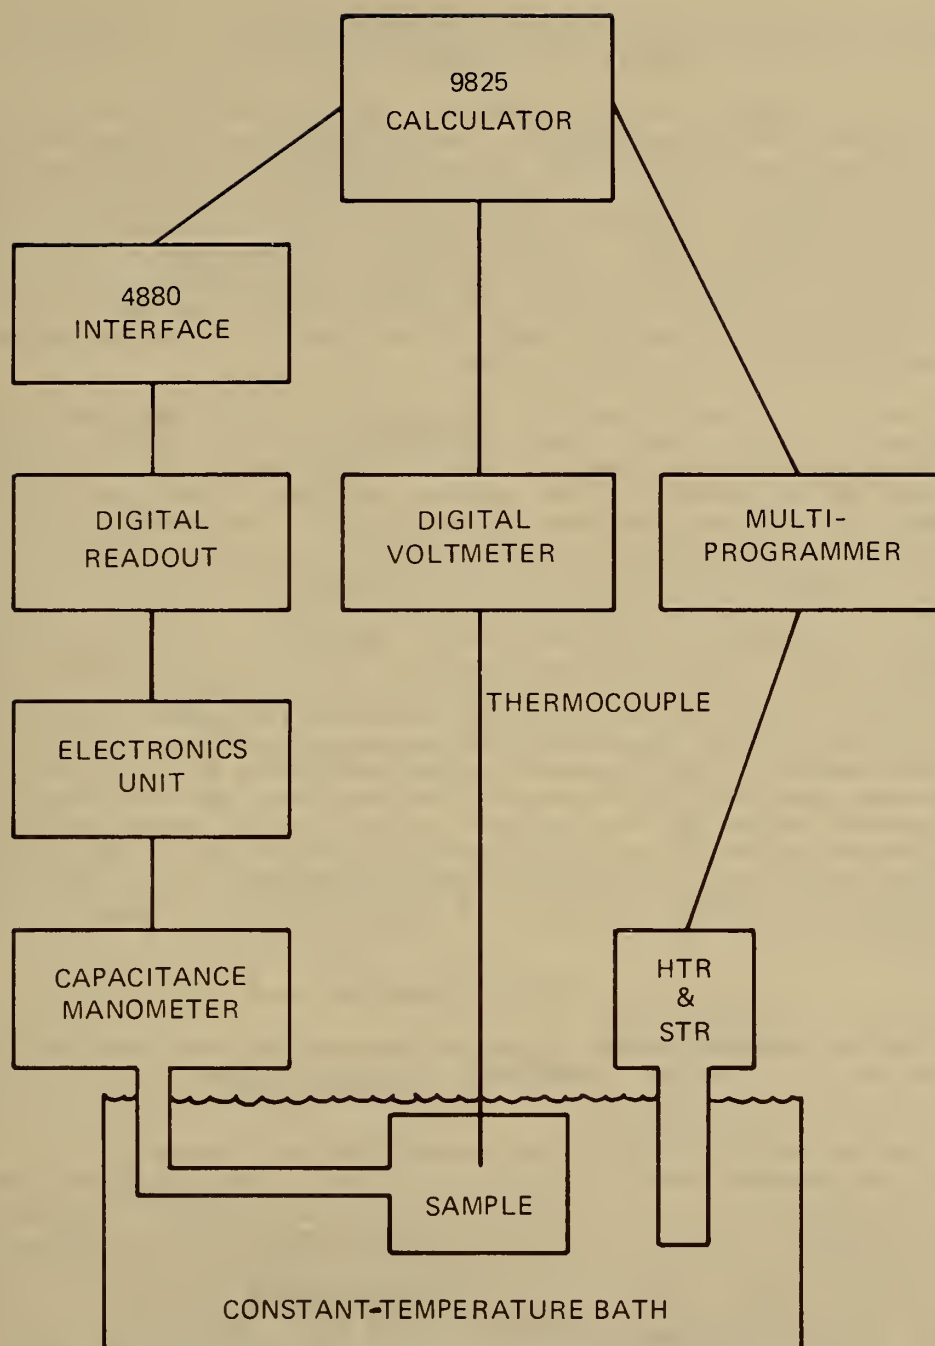 9825
CALCULATOR
4880
INTERFACE
DIGITAL
READOUT
DIGITAL
VOLTMETER
MULTI-
PROGRAMMER
THERMOCOUPLE
ELECTRONICS
UNIT
CAPACITANCE
MANOMETER
HTR
&
STR
SAMPLE
CONSTANT-TEMPERATURE BATH